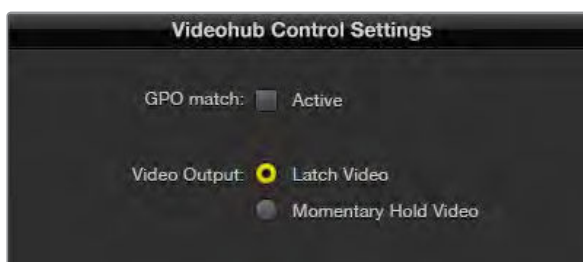 Videohub Control Settings
GPO match: Active
Video Output: Latch Video
Momentary Hold Video